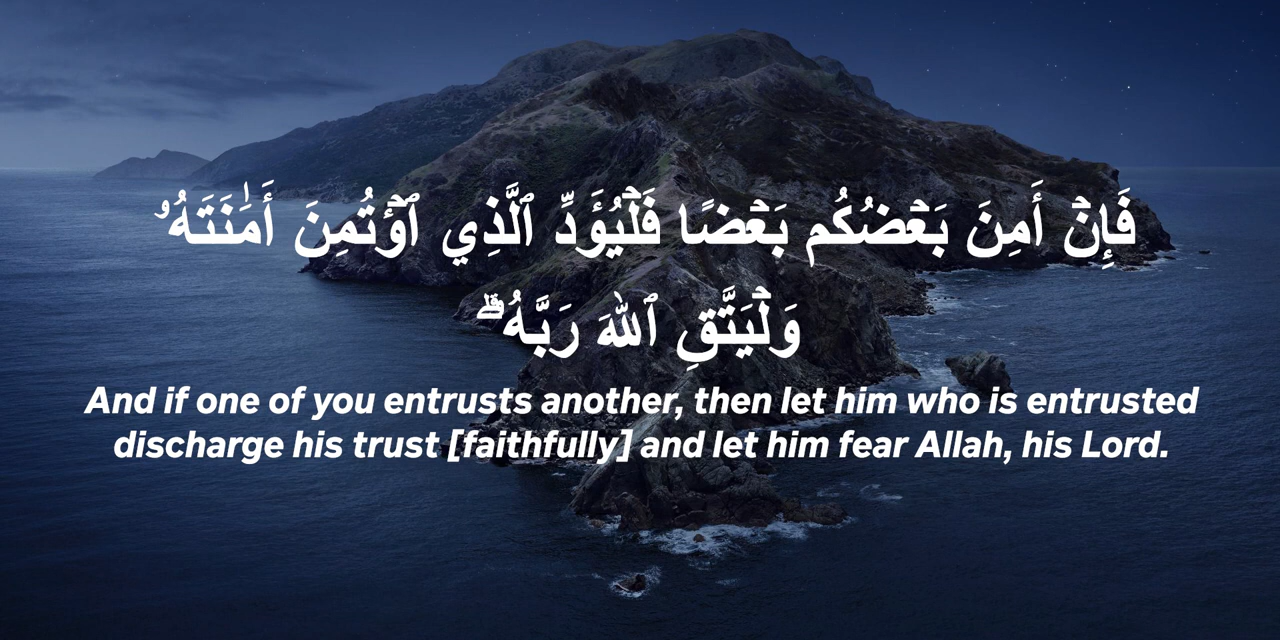 فَإِنْ أَمِنَ بَعْضُكُم بَعْضًا فَلْيُؤَدِّ ٱلَّذِي ٱؤْتُمِنَ أَمَٰنَتَهُۥ
وَلْيَتَّقِ ٱللهَ رَبَّهُۥ ۗ
And if one of you entrusts another, then let him who is entrusted
discharge his trust [faithfully] and let him fear Allah, his Lord.